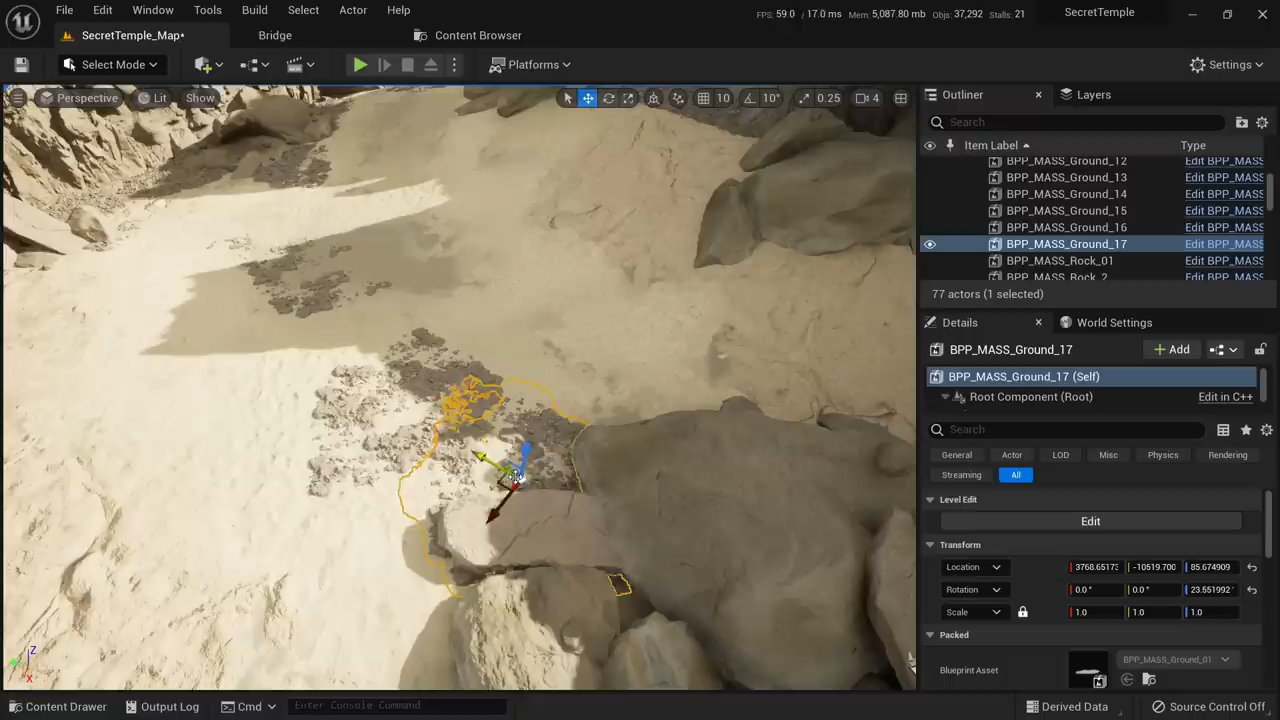 File Edit Window Tools Build Select Actor Help
FPS: 59.0 / 17.0 ms Mem: 5,087.80 mb Objs: 37,292 Stalls: 21
SecretTemple
SecretTemple_Map*
Bridge
Content Browser
Select Mode
Platforms
Settings
Perspective
Lit
Show
10
10°
0.25
4
Outliner
Layers
Search
Item Label
Type
BPP_MASS_Ground_12 Edit BPP_MASS
BPP_MASS_Ground_13 Edit BPP_MASS
BPP_MASS_Ground_14 Edit BPP_MASS
BPP_MASS_Ground_15 Edit BPP_MASS
BPP_MASS_Ground_16 Edit BPP_MASS
BPP_MASS_Ground_17 Edit BPP_MASS
BPP_MASS_Rock_01 Edit BPP_MASS
BPP_MASS_Rock_2 Edit BPP_MASS
77 actors (1 selected)
Details
World Settings
BPP_MASS_Ground_17
+ Add
BPP_MASS_Ground_17 (Self)
Root Component (Root)
Edit in C++
Search
General Actor LOD Misc Physics Rendering
Streaming All
Level Edit
Edit
Transform
Location 3768.65173 -10519.700 85.674909
Rotation 0.0 ° 0.0 ° 23.551992 °
Scale 1.0 1.0 1.0
Packed
Blueprint Asset
BPP_MASS_Ground_01
Z
X
Content Drawer
Output Log
Cmd
Enter Console Command
Derived Data
Source Control Off